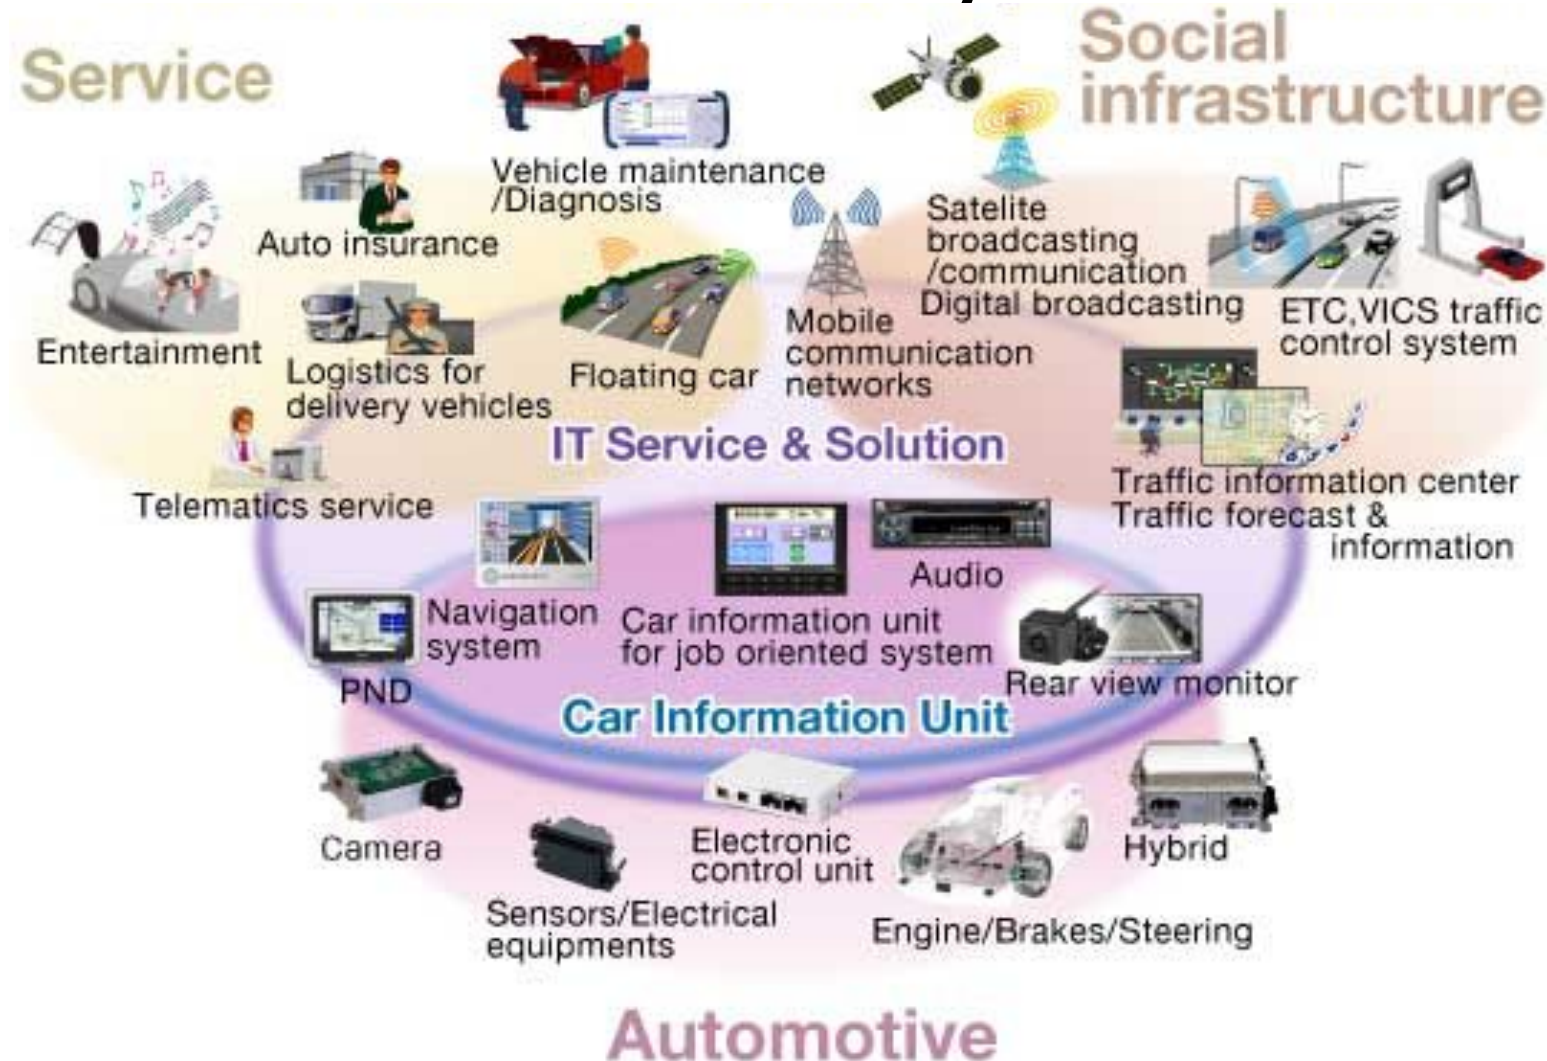 Service
Social
infrastructure
Vehicle maintenance
/Diagnosis
Auto insurance
Satelite
broadcasting
/communication
Digital broadcasting
Entertainment
Logistics for
delivery vehicles
Floating car
Mobile
communication
networks
ETC,VICS traffic
control system
IT Service & Solution
Telematics service
Traffic information center
Traffic forecast &
information
Navigation
system
Car information unit
for job oriented system
Audio
PND
Rear view monitor
Car Information Unit
Camera
Sensors/Electrical
equipments
Electronic
control unit
Engine/Brakes/Steering
Hybrid
Automotive